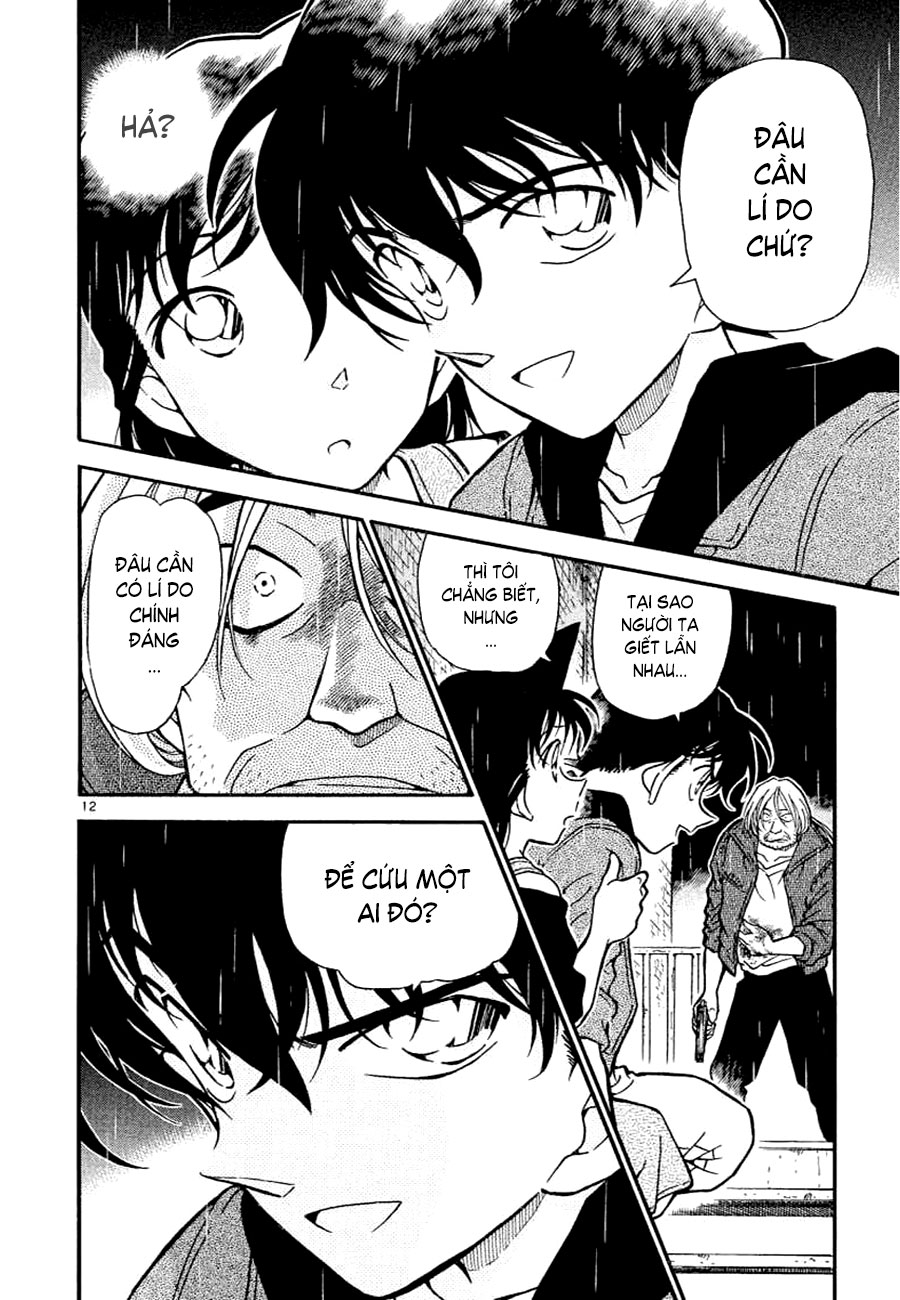 ĐÂU
CẦN
LÍ DO
CHỨ?
HẢ?
TẠI SAO
NGƯỜI TA
GIẾT LẪN
NHAU...
THÌ TÔI
CHẲNG BIẾT,
NHƯNG
...
ĐÂU CẦN
CÓ LÍ DO
CHÍNH
ĐÁNG
...
12
ĐỂ CỨU MỘT
AI ĐÓ?